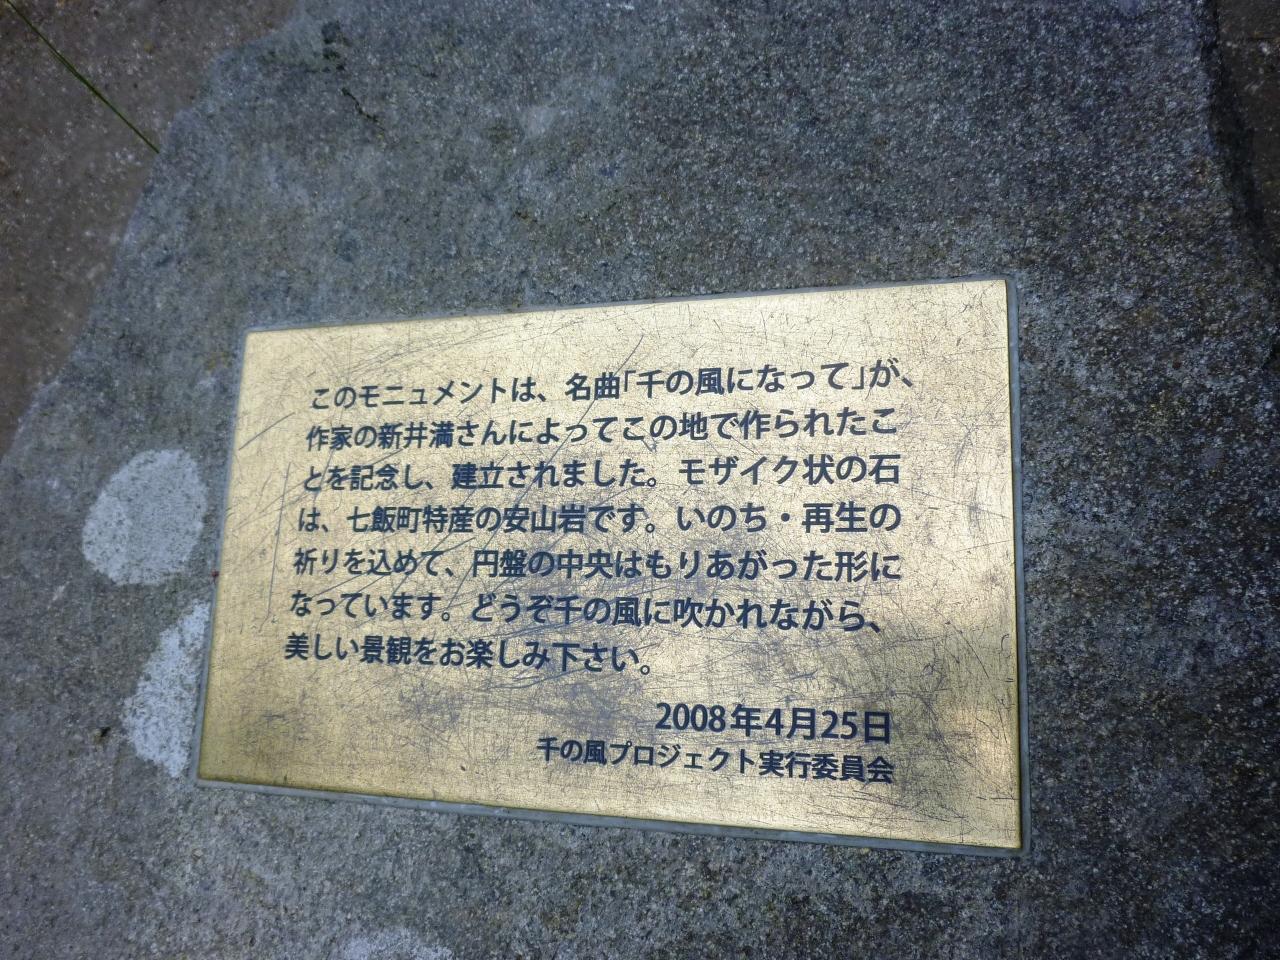 このモニュメントは、名曲「千の風になって」が、
作家の新井満さんによってこの地で作られたこ
とを記念し、建立されました。モザイク状の石
は、七飯町特産の安山岩です。いのち・再生の
祈りを込めて、円盤の中央はもりあがった形に
なっています。どうぞ千の風に吹かれながら、
美しい景観をお楽しみ下さい。
2008年4月25日
千の風プロジェクト実行委員会